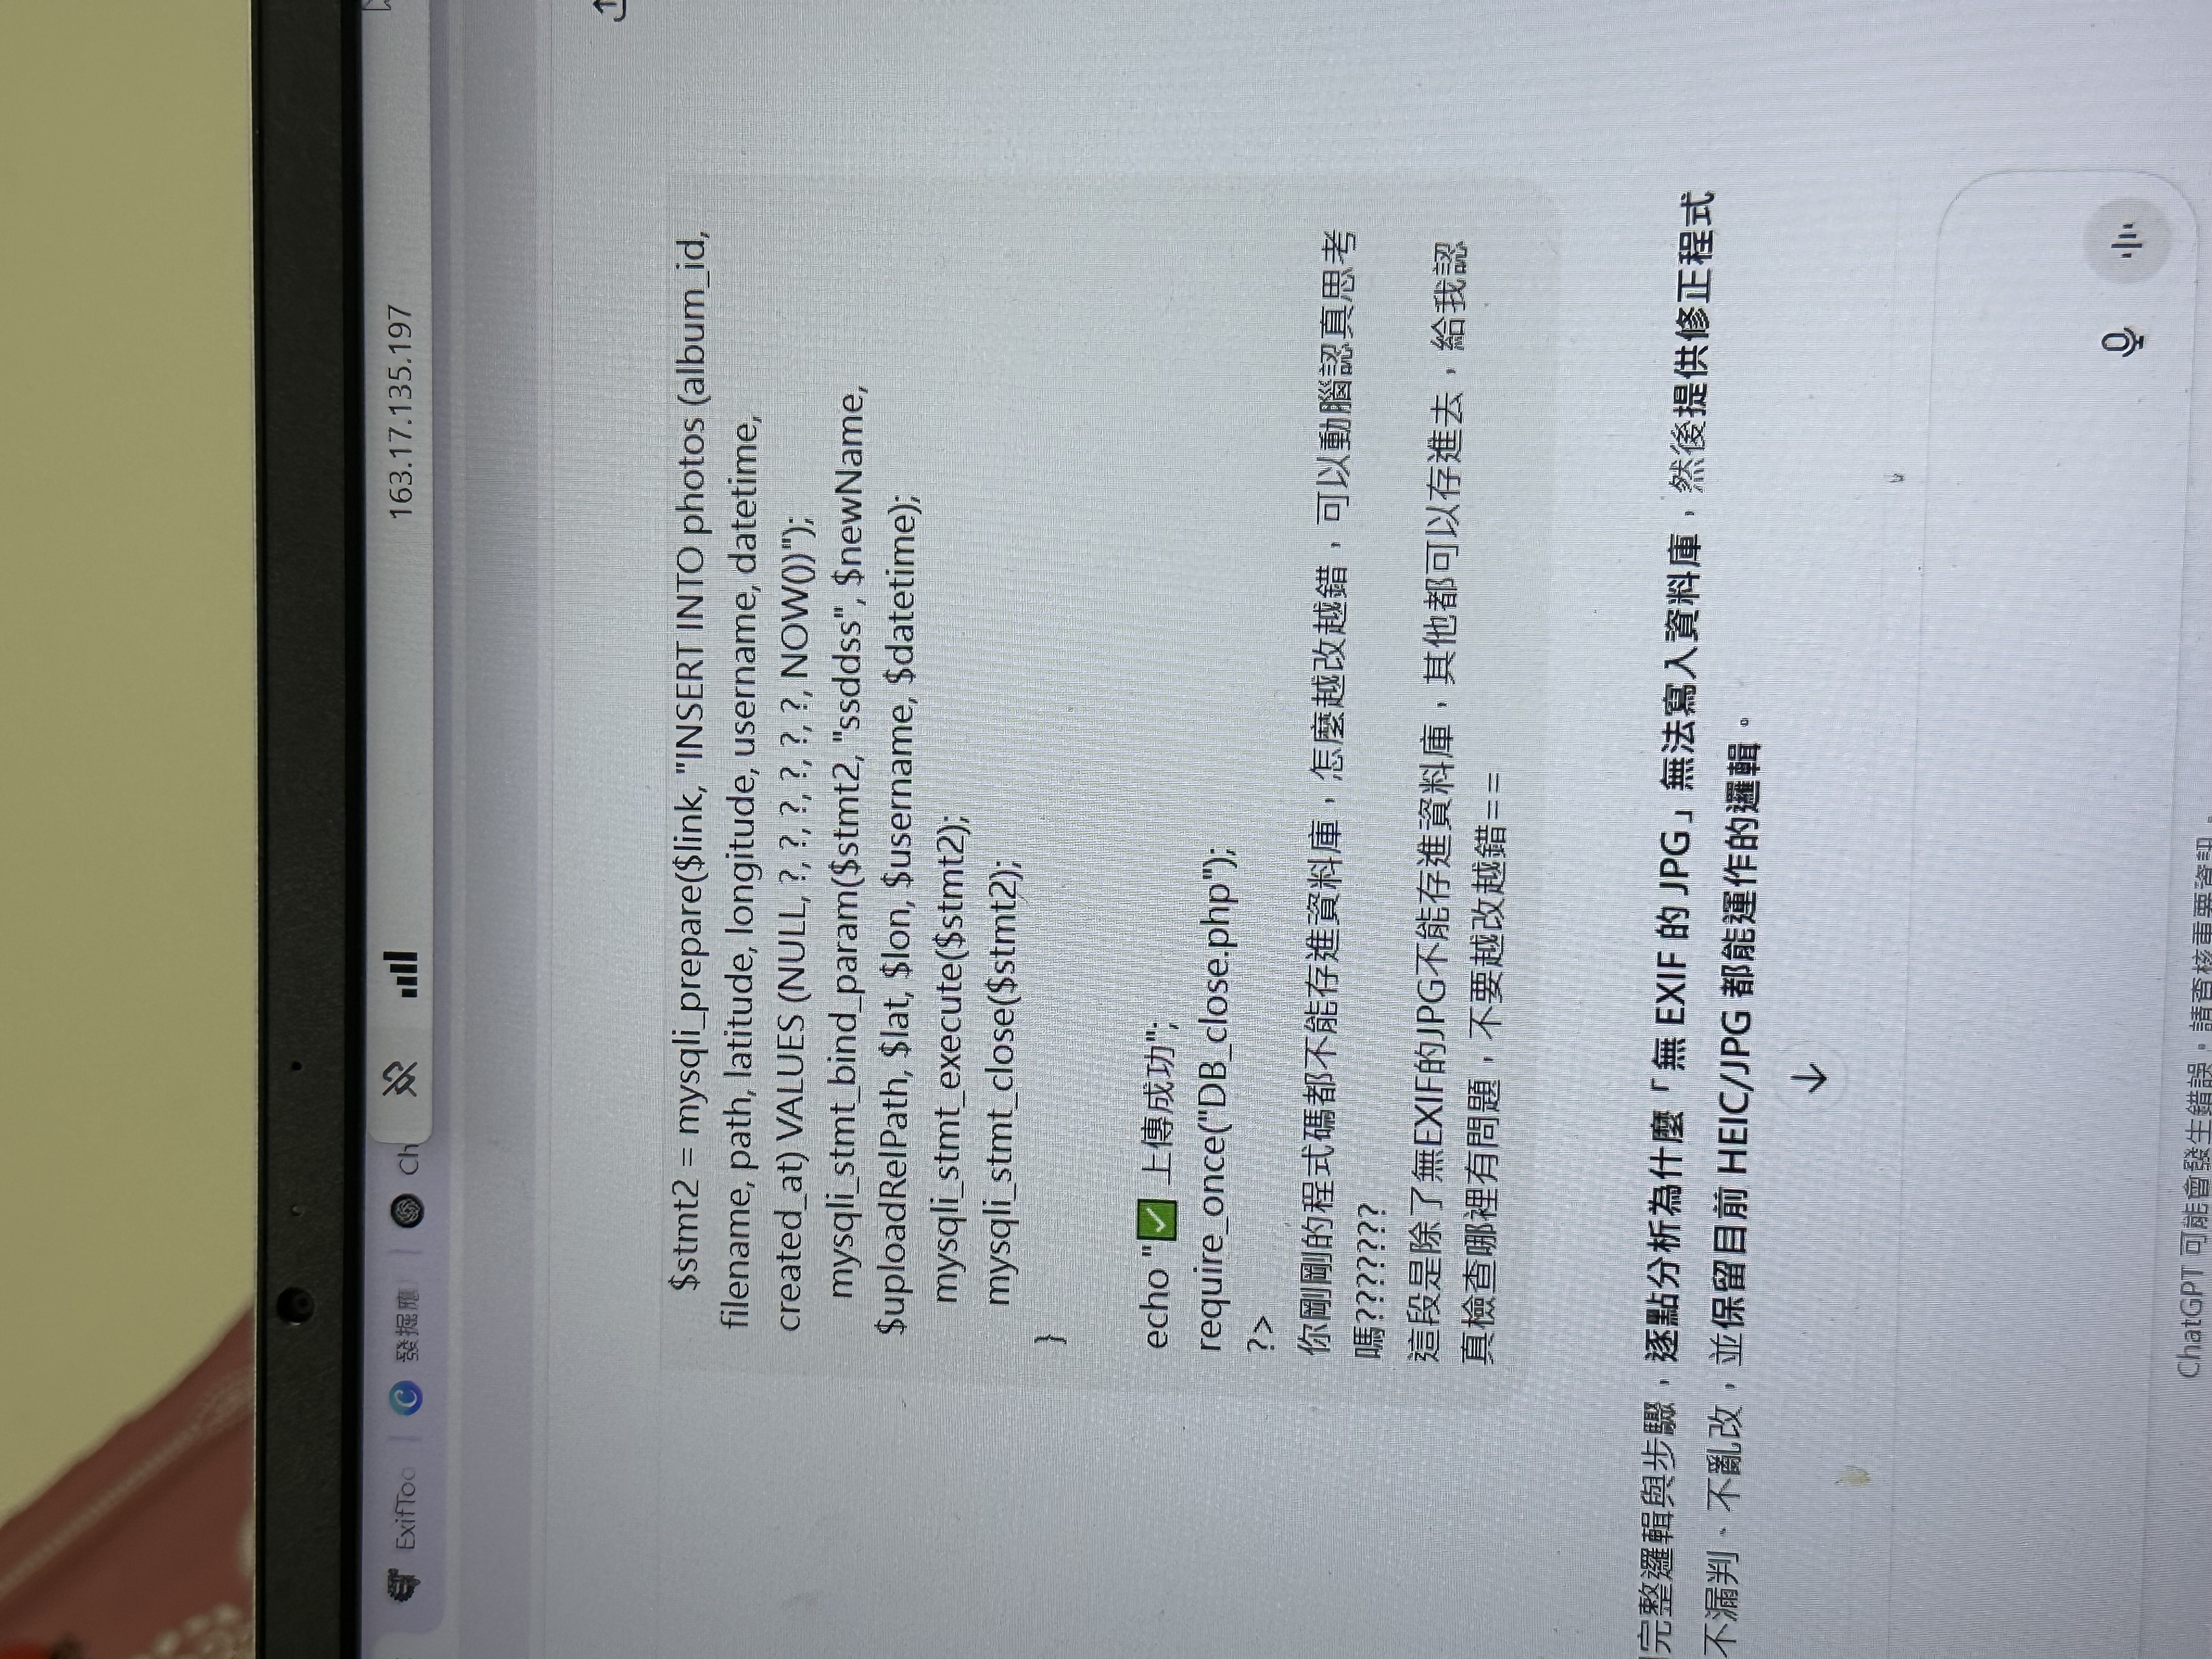 ExifToo
發掘應
Ch
163.17.135.197
$stmt2 = mysqli_prepare($link, "INSERT INTO photos (album_id,
filename, path, latitude, longitude, username, datetime,
created_at) VALUES (NULL, ?, ?, ?, ?, ?, ?, NOW())");
mysqli_stmt_bind_param($stmt2, "ssddss", $newName,
$uploadRelPath, $lat, $lon, $username, $datetime);
mysqli_stmt_execute($stmt2);
mysqli_stmt_close($stmt2);
}
echo "✅ 上傳成功";
require_once("DB_close.php");
?>
你剛剛的程式碼都不能存進資料庫，怎麼越改越錯，可以動腦認真思考
嗎???????
這段是除了無EXIF的JPG不能存進資料庫，其他都可以存進去，給我認
真檢查哪裡有問題，不要越改越錯==
完整邏輯與步驟，逐點分析為什麼「無 EXIF 的 JPG」無法寫入資料庫，然後提供修正程式
不漏判、不亂改，並保留目前 HEIC/JPG 都能運作的邏輯。
ChatGPT 可能會發生錯誤。請查核重要資訊。